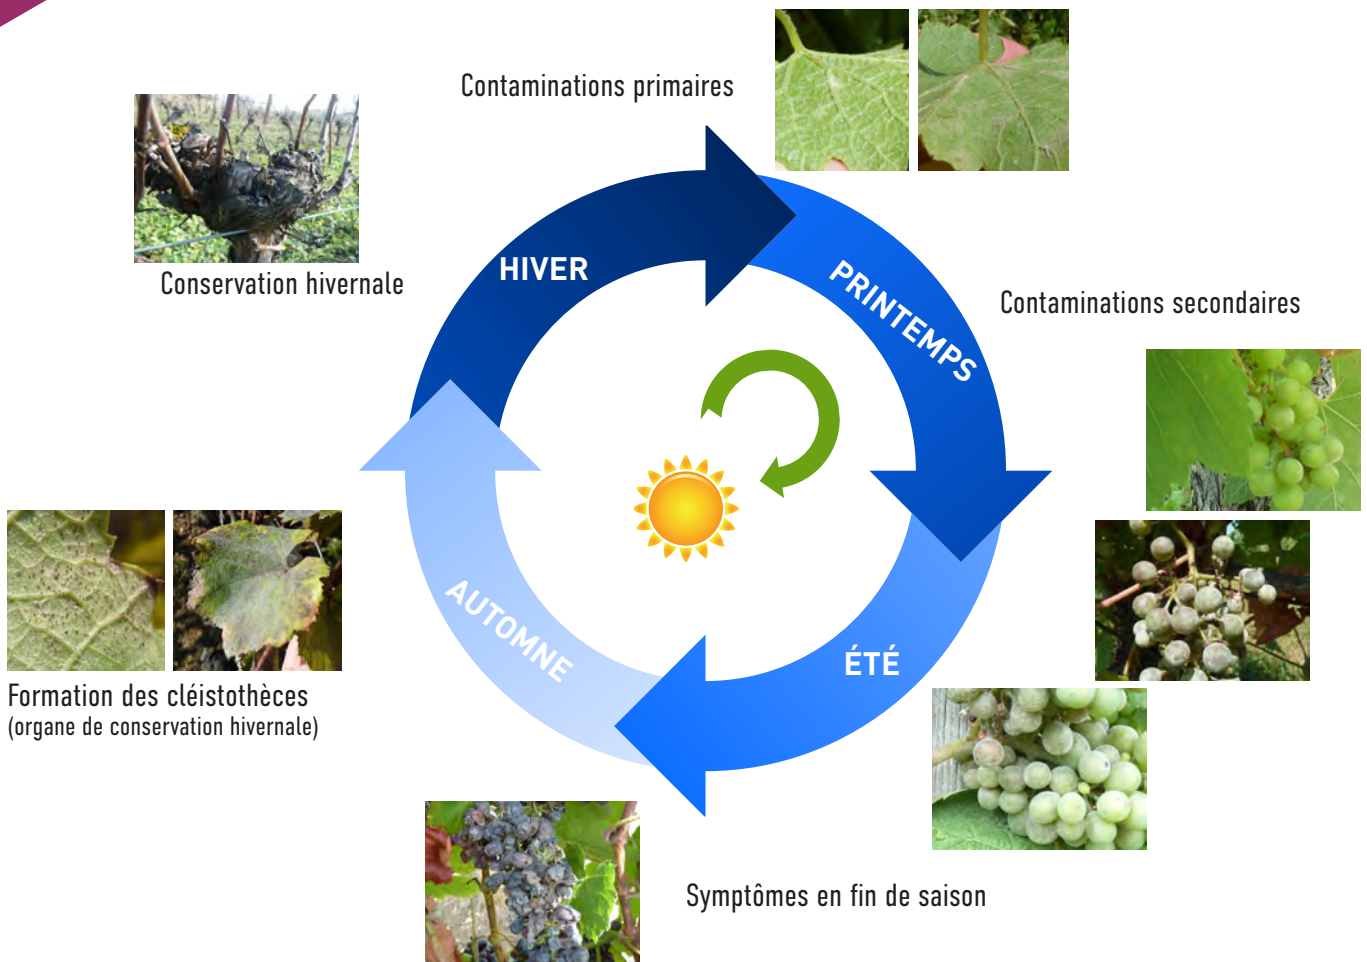 Contaminations primaires
Conservation hivernale
HIVER
PRINTEMPS
Contaminations secondaires
ÉTÉ
AUTOMNE
Formation des cléistothèces
(organe de conservation hivernale)
Symptômes en fin de saison